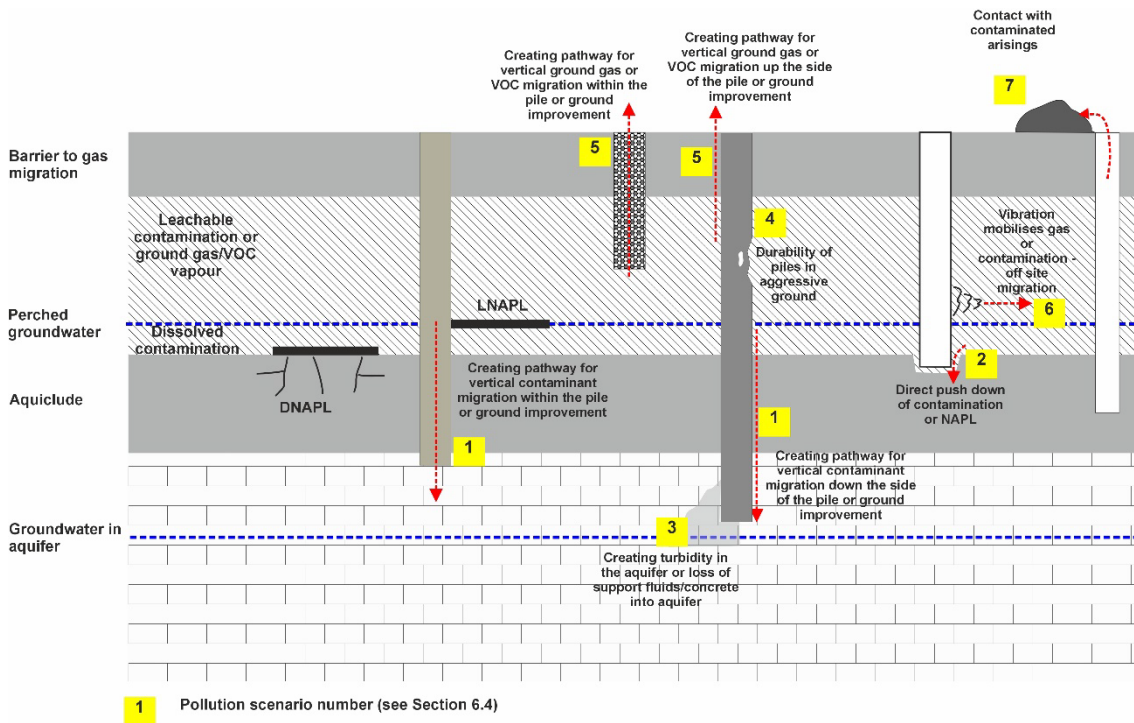 Contact with
contaminated
arisings
7
Creating pathway for
vertical ground gas or
VOC migration within the
pile or ground
improvement
5
Creating pathway for
vertical ground gas or
VOC migration up the side
of the pile or ground
improvement
5
Barrier to gas
migration
Leachable
contamination or
ground gas/VOC
vapour
4
Durability of
piles in
aggressive
ground
Vibration
mobilises gas
or
contamination -
off site
migration
6
Perched
groundwater
LNAPL
Dissolved
contamination
DNAPL
Creating pathway for
vertical contaminant
migration within the pile
or ground improvement
1
2
Direct push down
of contamination
or NAPL
Aquiclude
1
Creating pathway for
vertical contaminant
migration down the side
of the pile or ground
improvement
Groundwater in
aquifer
3
Creating turbidity in
the aquifer or loss of
support fluids/concrete
into aquifer
1 Pollution scenario number (see Section 6.4)